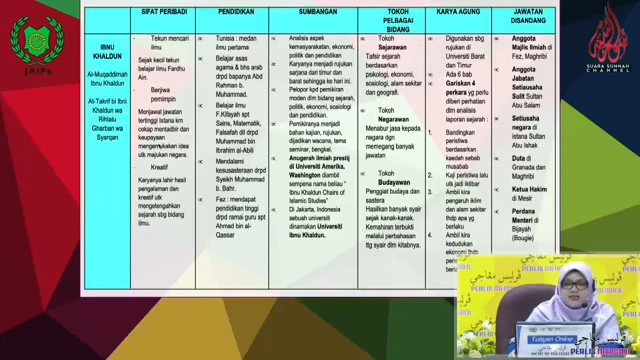 JAIPs
SUARA SUNNAH
CHANNEL
SIFAT PERIBADI
PENDIDIKAN
SUMBANGAN
TOKOH
PELBAGAI
BIDANG
KARYA AGUNG
JAWATAN
DISANDANG
IBNU
KHALDUN
Al-Muqaddimah
Ibnu Khaldun
Al-Takrif bi Ibni
Khaldun wa
Rihlatu
Gharban wa
Syarqan
- Tekun mencari
ilmu
Sejak kecil tekun
belajar ilmu Fardhu
Ain.
- Berjiwa
pemimpin
Menjawat jawatan
tertinggi Istana krn
cekap mentadbir dan
keupayaan
mengemukakan idea
utk majukan negara.
- Kreatif
Karyanya lahir hasil
pengalaman dan
kreatif utk
mengetengahkan
sejarah sbg bidang
ilmu.
Tunisia : medan
ilmu pertama
Belajar asas
agama & bhs arab
drpd bapanya Abd
Rahman b.
Muhammad.
Belajar ilmu
F.Kifayah spt
Sains, Matematik,
Falsafah dll drpd
Muhammad bin
Ibrahim al-Abili
Mendalami
kesusasteraan drpd
Syeikh Muhammad
b. Bahr.
Fez : mendapat
pendidikan tinggi
drpd ramai guru spt
Ahmad bin al-
Qassar
Analisis aspek
kemasyarakatan, ekonomi,
politik dan pendidikan
Karyanya menjadi rujukan
sarjana dari timur dan
barat sehingga ke hari ini.
Pelopor kpd pemikiran
moden dlm bidang sejarah,
politik, ekonomi, sosiologi
dan pendidikan.
Pemikirannya menjadi
bahan kajian, rujukan,
dijadikan wacana, tema
seminar, bengkel.
Anugerah ilmiah prestij
di Universiti Amerika,
Washington diambil
sempena nama beliau "
Ibnu Khaldun Chairs of
Islamic Studies"
Di Jakarta, Indonesia
sebuah universiti
dinamakan Universiti
Ibnu Khaldun.
Tokoh
Sejarawan
Tafsir sejarah
berdasarkan
psikologi, ekonomi,
sosiologi, alam sekitar
dan geografi.
Tokoh
Negarawan
Menabur jasa kepada
negara dgn
memegang banyak
jawatan
Tokoh
Budayawan
Penggiat budaya dan
sastera
Hasilkan banyak syair
sejak kanak-kanak.
Kemahiran terbukti
melalui perbahasan
ttg syair dlm kitabnya.
Digunakan sbg
rujukan di
Universiti Barat
dan Timur
Ada 6 bab
Gariskan 4
perkara yg perlu
diberi perhatian
dlm analisis
laporan sejarah :
1. Bandingkan
peristiwa
berdasarkan
kaedah sebab
musabab
2. Kaji peristiwa lalu
utk jadi iktibar
3. Ambil kira
pengaruh iklim
dan alam sekitar
thdp apa yg
berlaku
4. Ambil kira
kedudukan
ekonomi thdp
Anggota
Majlis Ilmiah di
Fez, Maghribi
Anggota
Jabatan
Setiausaha
Sulit Sultan
Abu Salam
Setiusaha
negara di
istana Sultan
Abu Ishak
Duta di
Granada dan
Maghribi
Ketua Hakim
di Mesir
Perdana
Menteri di
Bijayah
(Bougie)
Tuisyen Online